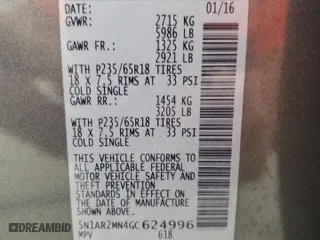 DATE: 01/16
GVWR: 2715 KG
5986 LB
GAWR FR.: 1325 KG
2921 LB
WITH P235/65R18 TIRES
18 X 7.5 RIMS AT 33 PSI
COLD SINGLE
GAWR RR.: 1454 KG
3205 LB
WITH P235/65R18 TIRES
18 X 7.5 RIMS AT 33 PSI
COLD SINGLE
THIS VEHICLE CONFORMS TO
ALL APPLICABLE FEDERAL
MOTOR VEHICLE SAFETY AND
THEFT PREVENTION
STANDARDS IN EFFECT ON THE
DATE OF MANUFACTURE SHOWN
ABOVE.
5N1AR2MN4GC624996
MPV 618
DREAMBID